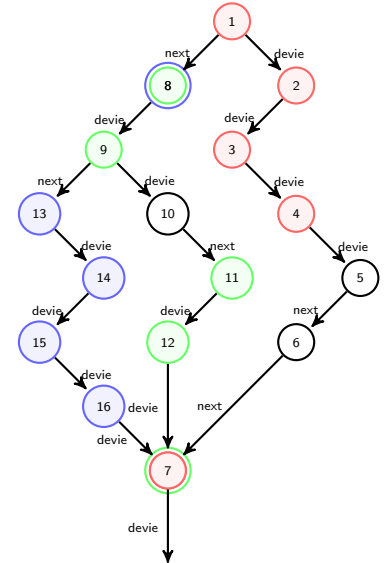 1
next devie
8 2
devie devie
9 3
next devie devie
13 10 4
devie next devie
14 11 5
devie devie next
15 12 6
devie
16 devie next
devie
7
devie